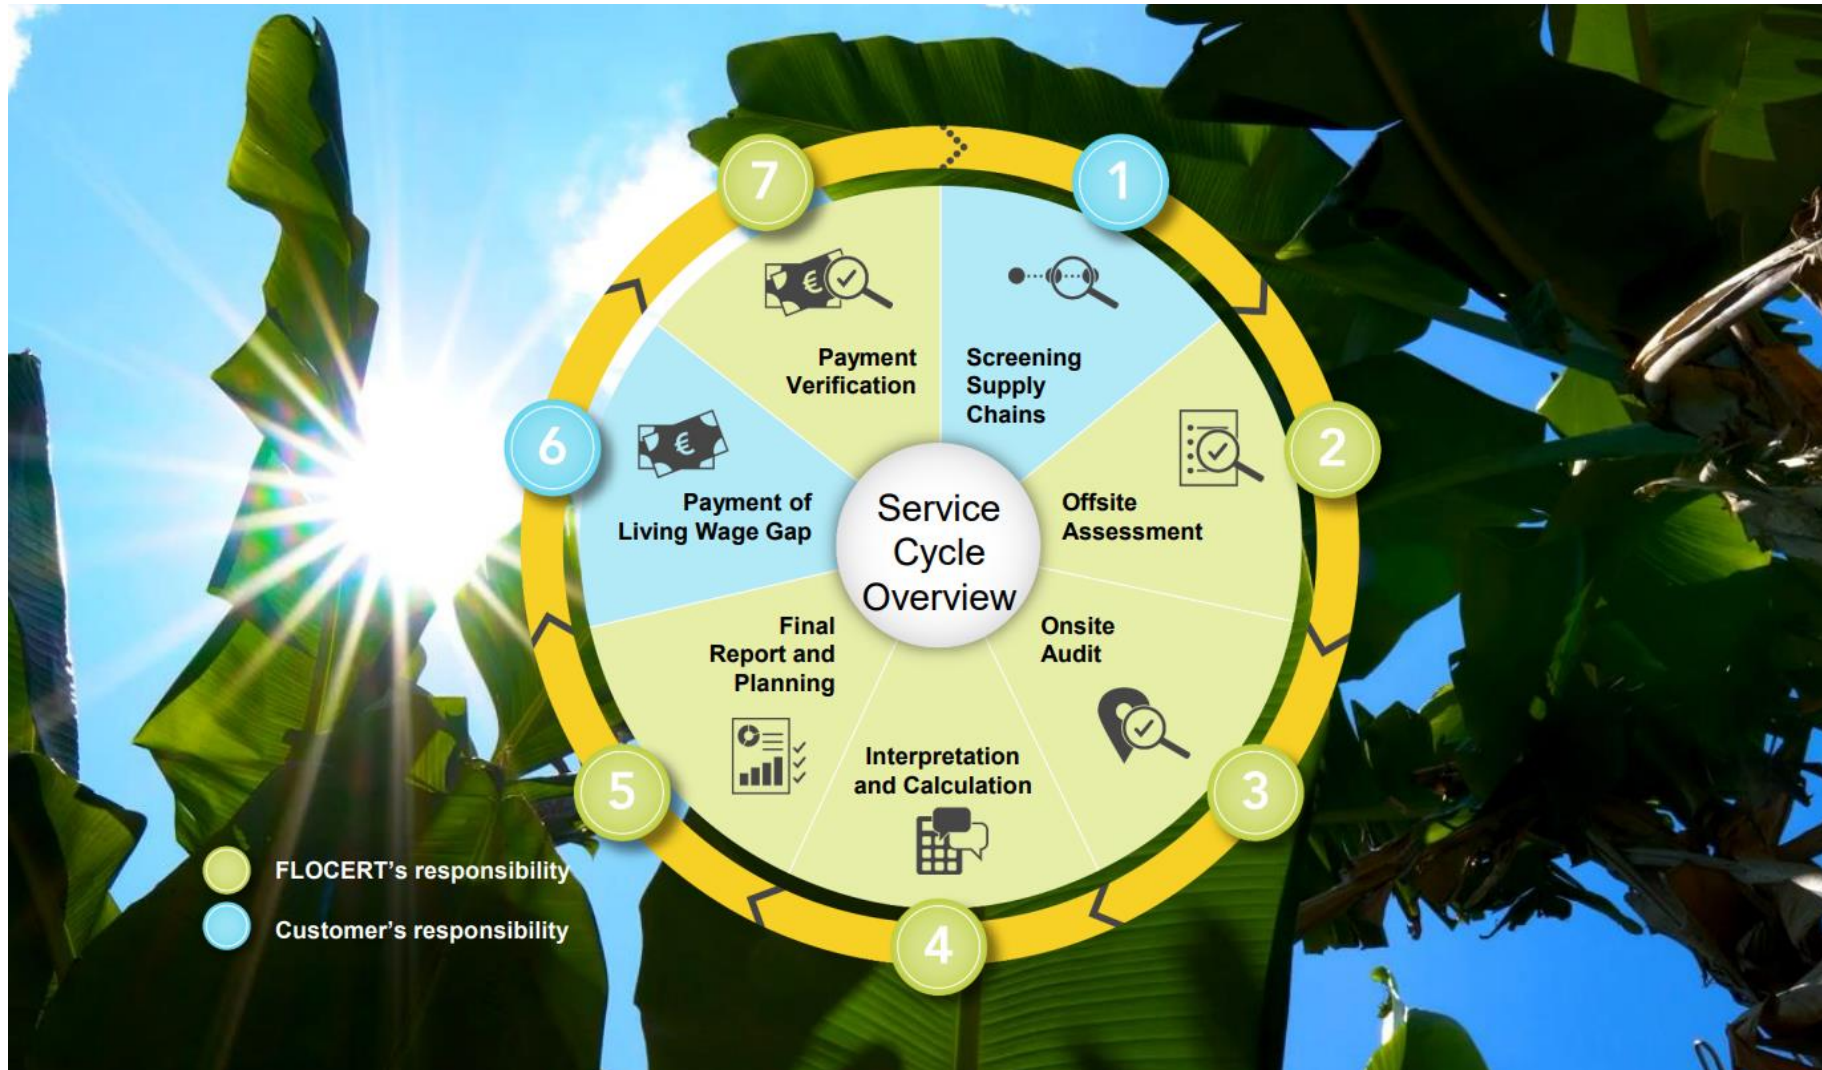 Service
Cycle
Overview
1
Screening
Supply
Chains
2
Offsite
Assessment
3
Onsite
Audit
4
Interpretation
and Calculation
5
Final
Report and
Planning
6
€
Payment of
Living Wage Gap
7
€
Payment
Verification
FLOCERT’s responsibility
Customer’s responsibility